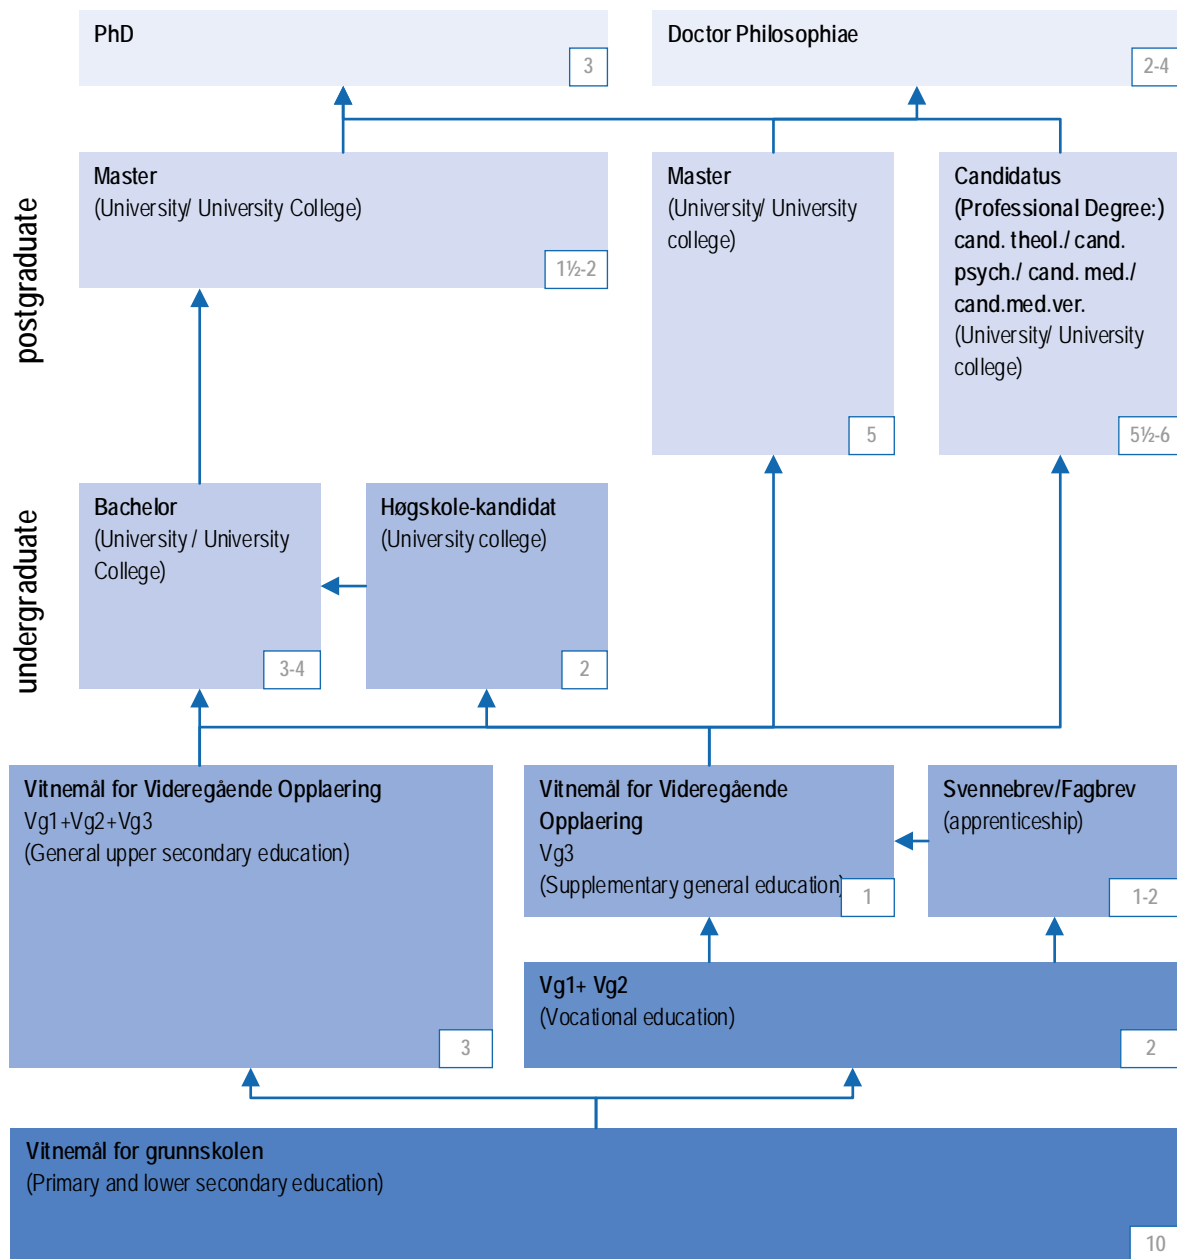 PhD
3
Doctor Philosophiae
2-4
postgraduate
Master
(University/ University College)
1½-2
Master
(University/ University
college)
5
Candidatus
(Professional Degree:)
cand. theol./ cand.
psych./ cand. med./
cand.med.ver.
(University/ University
college)
5½-6
undergraduate
Bachelor
(University / University
College)
3-4
Høgskole-kandidat
(University college)
2
Vitnemål for Videregående Opplaering
Vg1+Vg2+Vg3
(General upper secondary education)
3
Vitnemål for Videregående
Opplaering
Vg3
(Supplementary general education)
1
Svennebrev/Fagbrev
(apprenticeship)
1-2
Vg1+ Vg2
(Vocational education)
2
Vitnemål for grunnskolen
(Primary and lower secondary education)
10